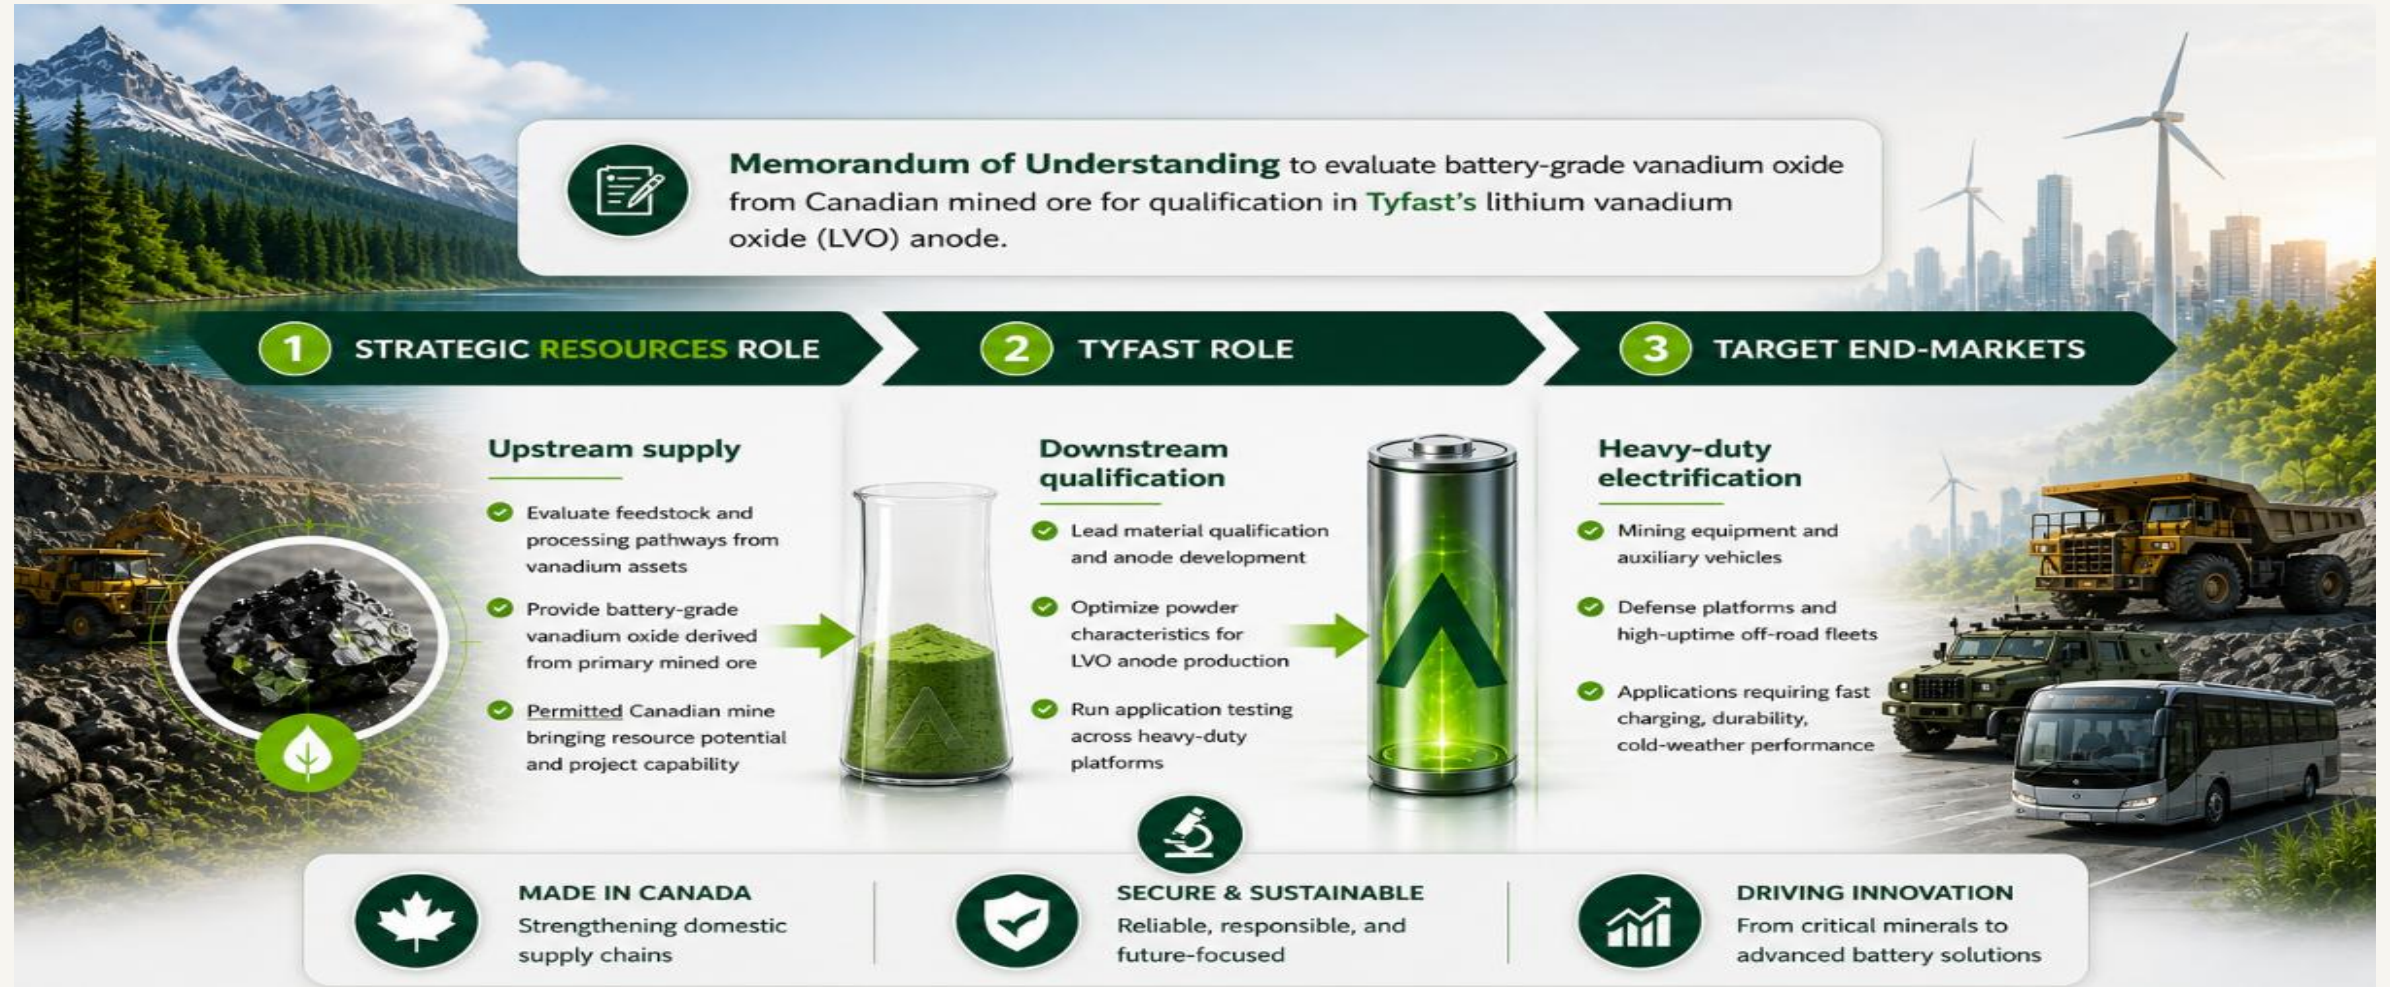 Memorandum of Understanding to evaluate battery-grade vanadium oxide
from Canadian mined ore for qualification in Tyfast's lithium vanadium
oxide (LVO) anode.
1 STRATEGIC RESOURCES ROLE
2 TYFAST ROLE
3 TARGET END-MARKETS
Upstream supply
Evaluate feedstock and
processing pathways from
vanadium assets
Provide battery-grade
vanadium oxide derived
from primary mined ore
Permitted Canadian mine
bringing resource potential
and project capability
Downstream
qualification
Lead material qualification
and anode development
Optimize powder
characteristics for
LVO anode production
Run application testing
across heavy-duty
platforms
Heavy-duty
electrification
Mining equipment and
auxiliary vehicles
Defense platforms and
high-uptime off-road fleets
Applications requiring fast
charging, durability,
cold-weather performance
MADE IN CANADA
Strengthening domestic
supply chains
SECURE & SUSTAINABLE
Reliable, responsible, and
future-focused
DRIVING INNOVATION
From critical minerals to
advanced battery solutions